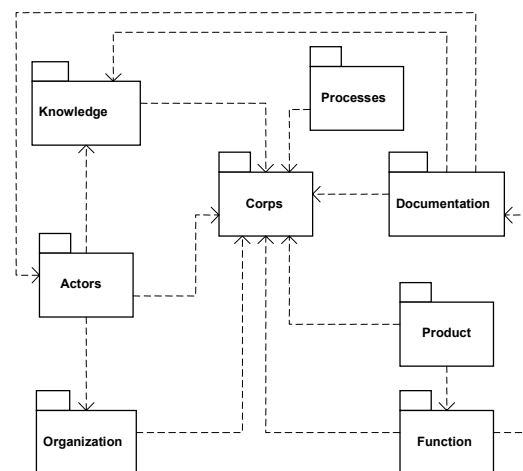 Processes
Knowledge
Corps
Documentation
Actors
Product
Organization
Function